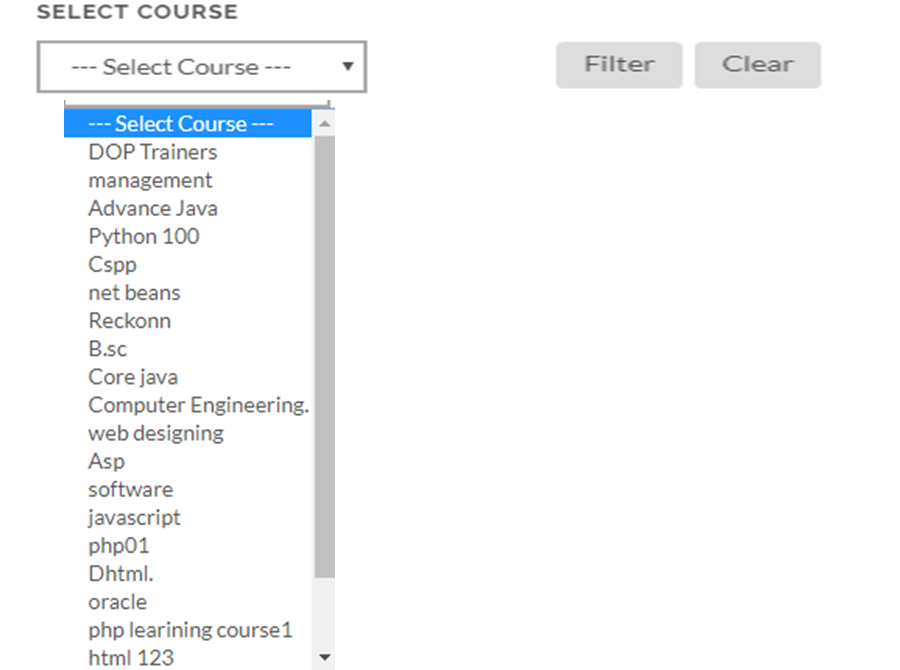 SELECT COURSE
--- Select Course --- Filter Clear
--- Select Course ---
DOP Trainers
management
Advance Java
Python 100
Cspp
net beans
Reckonn
B.sc
Core java
Computer Engineering.
web designing
Asp
software
javascript
php01
Dhtml.
oracle
php learining course1
html 123